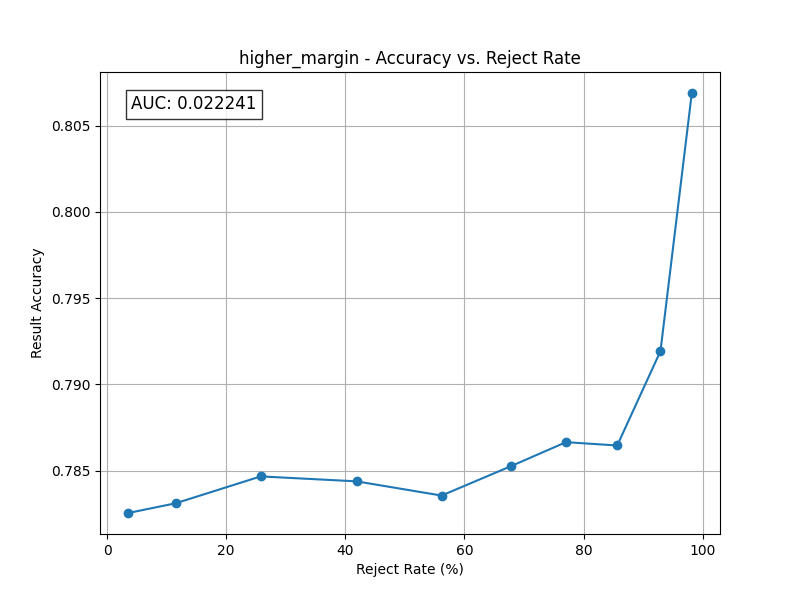 higher_margin - Accuracy vs. Reject Rate
AUC: 0.022241
0.805
0.800
0.795
0.790
0.785
Result Accuracy
0
20
40
60
80
100
Reject Rate (%)